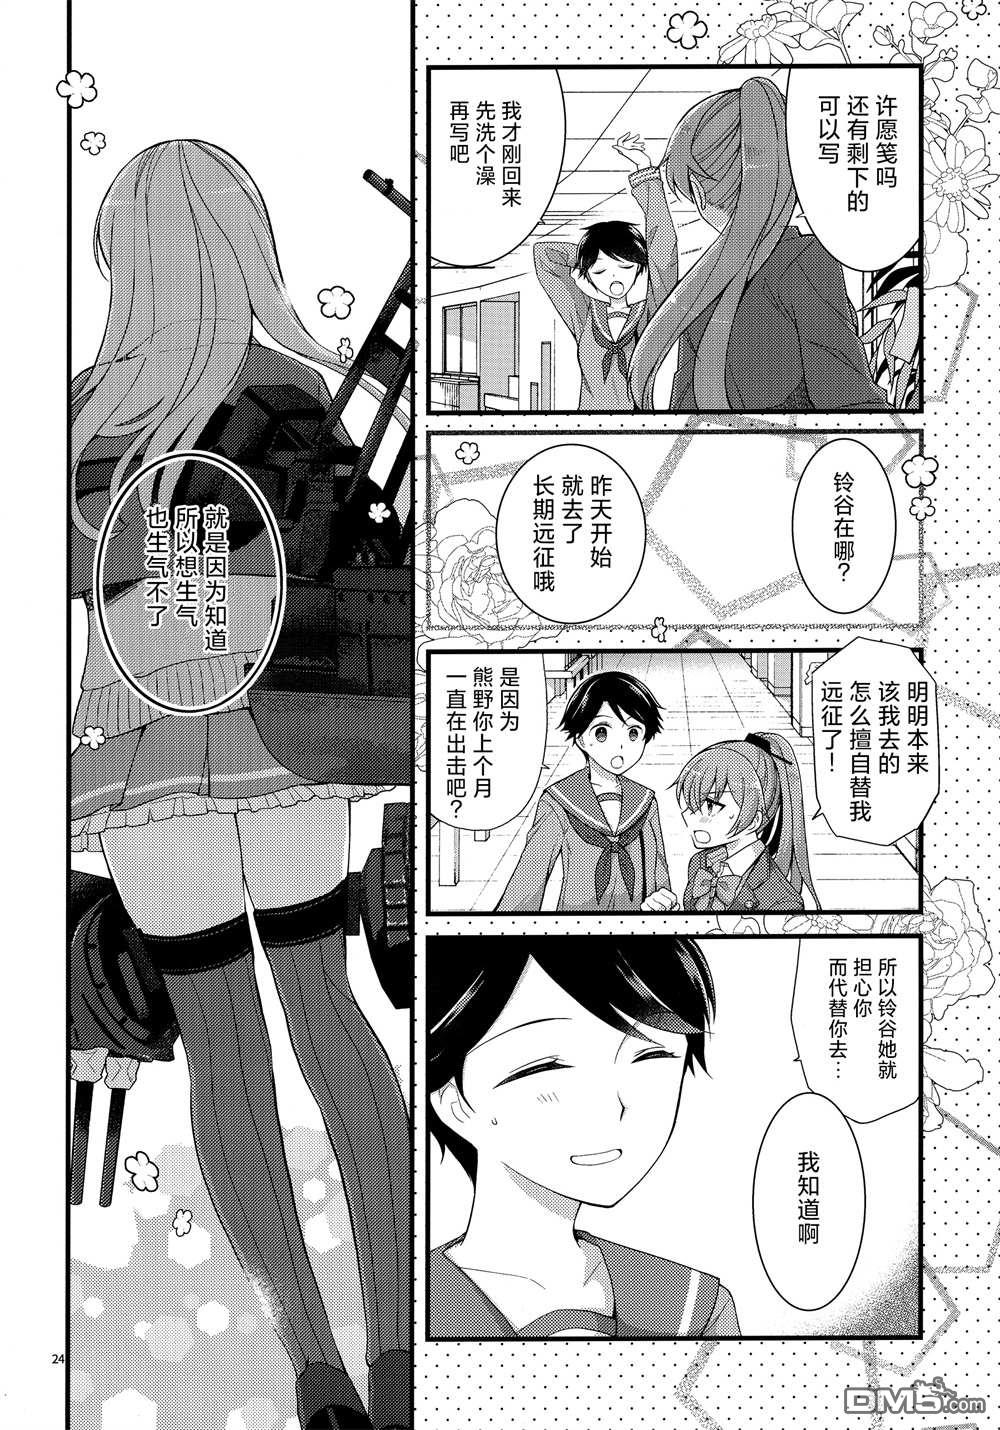 许愿笺吗
还有剩下的
可以写
我才刚回来
先洗个澡
再写吧
铃谷在哪？
昨天开始
就去了
长期远征哦
明明本来
该我去的
怎么擅自替我
远征了！
是因为
熊野你上个月
一直在出击吧？
所以铃谷她就
担心你
而代替你去…
我知道啊
就是因为知道
所以想生气
也生气不了
24
DM5.com